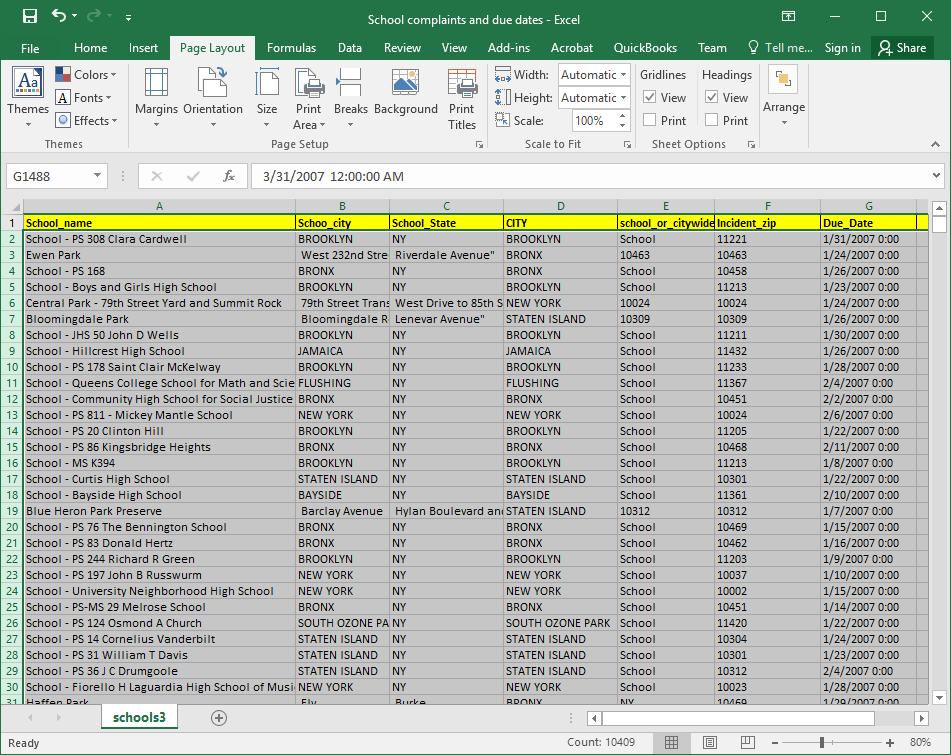 School complaints and due dates - Excel
File Home Insert Page Layout Formulas Data Review View Add-ins Acrobat QuickBooks Team Tell me... Sign in Share
Themes
Colors
Fonts
Effects
Themes
Margins Orientation Size Print Area Breaks Background Print Titles
Page Setup
Width: Automatic
Height: Automatic
Scale: 100%
Scale to Fit
Gridlines Headings
View View
Print Print
Sheet Options
Arrange
G1488 fx 3/31/2007 12:00:00 AM
A B C D E F G
1 School_name Schoo_city School_State CITY school_or_citywide Incident_zip Due_Date
2 School - PS 308 Clara Cardwell BROOKLYN NY BROOKLYN School 11221 1/31/2007 0:00
3 Ewen Park West 232nd Stre Riverdale Avenue" BRONX 10463 10463 1/24/2007 0:00
4 School - PS 168 BRONX NY BRONX School 10458 1/26/2007 0:00
5 School - Boys and Girls High School BROOKLYN NY BROOKLYN School 11213 1/23/2007 0:00
6 Central Park - 79th Street Yard and Summit Rock 79th Street Trans West Drive to 85th S NEW YORK 10024 10024 1/24/2007 0:00
7 Bloomingdale Park Bloomingdale R Lenevar Avenue" STATEN ISLAND 10309 10309 1/26/2007 0:00
8 School - JHS 50 John D Wells BROOKLYN NY BROOKLYN School 11211 1/30/2007 0:00
9 School - Hillcrest High School JAMAICA NY JAMAICA School 11432 1/26/2007 0:00
10 School - PS 178 Saint Clair McKelway BROOKLYN NY BROOKLYN School 11233 1/28/2007 0:00
11 School - Queens College School for Math and Scie FLUSHING NY FLUSHING School 11367 2/4/2007 0:00
12 School - Community High School for Social Justice BRONX NY BRONX School 10451 2/2/2007 0:00
13 School - PS 811 - Mickey Mantle School NEW YORK NY NEW YORK School 10024 2/6/2007 0:00
14 School - PS 20 Clinton Hill BROOKLYN NY BROOKLYN School 11205 1/22/2007 0:00
15 School - PS 86 Kingsbridge Heights BRONX NY BRONX School 10468 2/11/2007 0:00
16 School - MS K394 BROOKLYN NY BROOKLYN School 11213 1/8/2007 0:00
17 School - Curtis High School STATEN ISLAND NY STATEN ISLAND School 10301 1/22/2007 0:00
18 School - Bayside High School BAYSIDE NY BAYSIDE School 11361 2/10/2007 0:00
19 Blue Heron Park Preserve Barclay Avenue Hylan Boulevard and STATEN ISLAND 10312 10312 1/7/2007 0:00
20 School - PS 76 The Bennington School BRONX NY BRONX School 10469 1/15/2007 0:00
21 School - PS 83 Donald Hertz BRONX NY BRONX School 10462 1/16/2007 0:00
22 School - PS 244 Richard R Green BROOKLYN NY BROOKLYN School 11203 1/9/2007 0:00
23 School - PS 197 John B Russwurm NEW YORK NY NEW YORK School 10037 1/10/2007 0:00
24 School - University Neighborhood High School NEW YORK NY NEW YORK School 10002 1/15/2007 0:00
25 School - PS-MS 29 Melrose School BRONX NY BRONX School 10451 1/14/2007 0:00
26 School - PS 124 Osmond A Church SOUTH OZONE PA NY SOUTH OZONE PARK School 11420 1/22/2007 0:00
27 School - PS 14 Cornelius Vanderbilt STATEN ISLAND NY STATEN ISLAND School 10304 1/24/2007 0:00
28 School - PS 31 William T Davis STATEN ISLAND NY STATEN ISLAND School 10301 1/23/2007 0:00
29 School - PS 36 J C Drumgoole STATEN ISLAND NY STATEN ISLAND School 10312 2/4/2007 0:00
30 School - Fiorello H Laguardia High School of Musi NEW YORK NY NEW YORK School 10023 1/28/2007 0:00
31 Haffen Park Ely Burke BRONX NY 10469 1/29/2007 0:00
schools3
Ready Count: 10409 80%